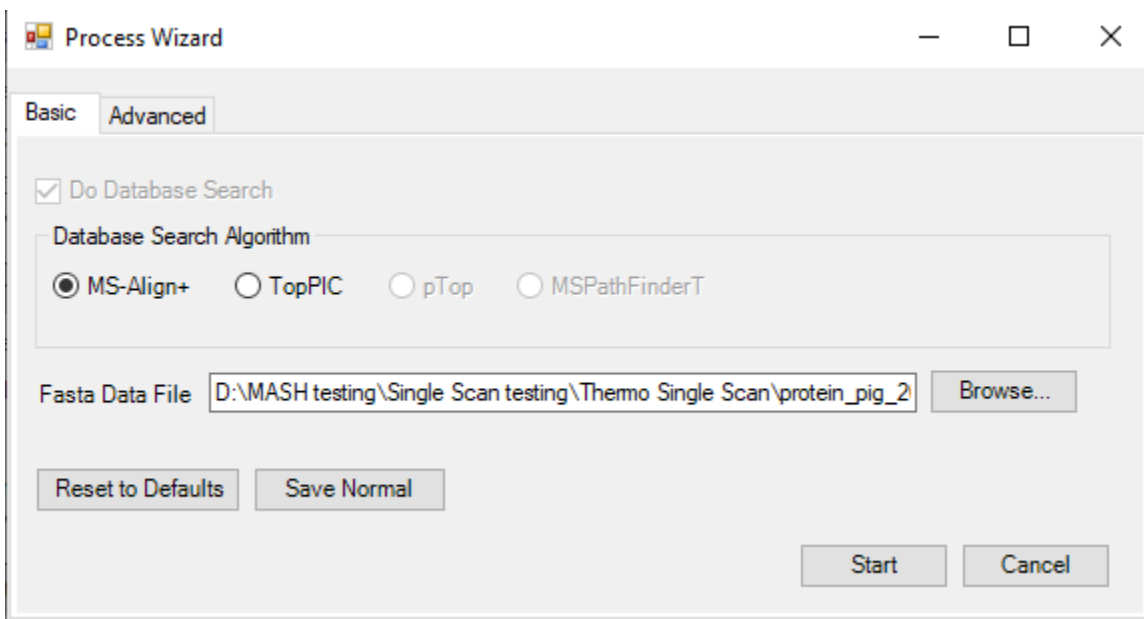 Process Wizard
Basic Advanced
Do Database Search
Database Search Algorithm
MS-Align+ TopPIC pTop MSPathFinderT
Fasta Data File D:\MASH testing\Single Scan testing\Thermo Single Scan\protein_pig_2 Browse...
Reset to Defaults Save Normal
Start Cancel